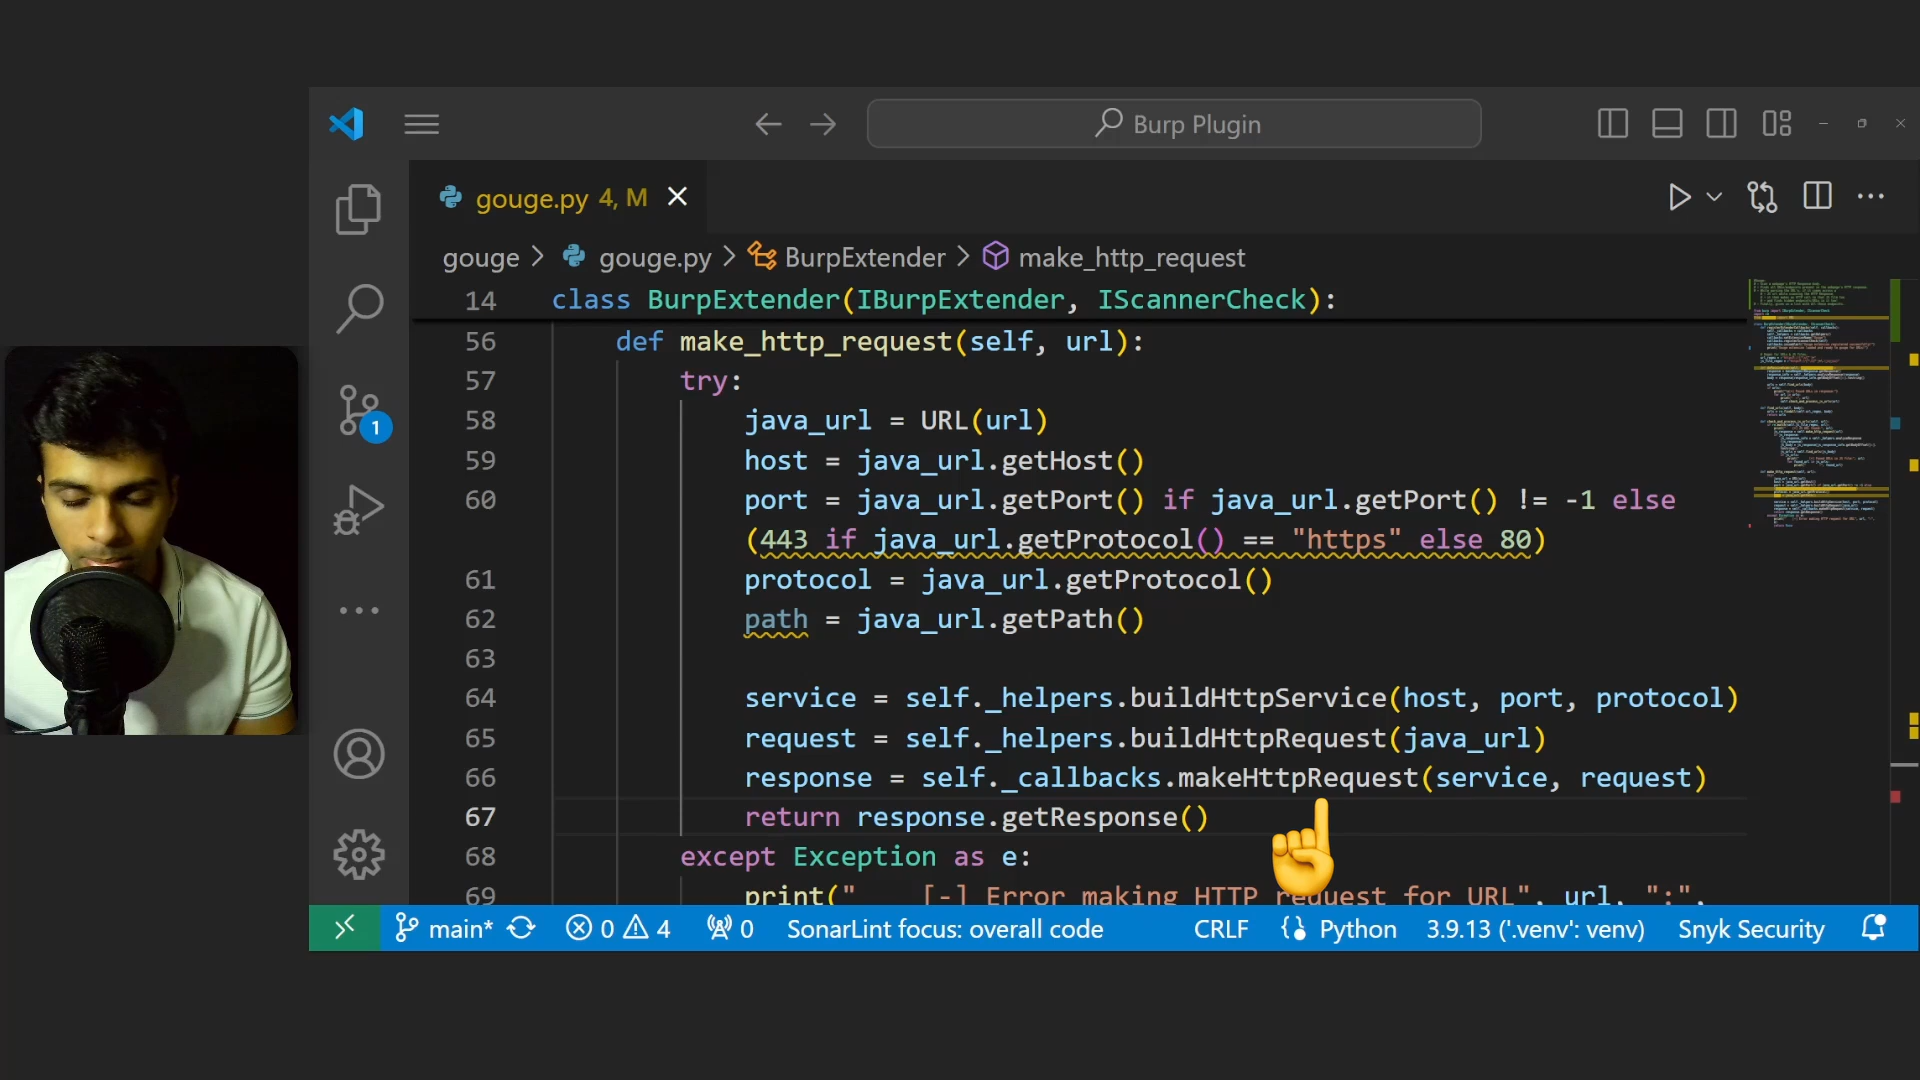 Burp Plugin
gouge.py 4, M
gouge > gouge.py > BurpExtender > make_http_request
14 class BurpExtender(IBurpExtender, IScannerCheck):
56 def make_http_request(self, url):
57 try:
58 java_url = URL(url)
59 host = java_url.getHost()
60 port = java_url.getPort() if java_url.getPort() != -1 else
(443 if java_url.getProtocol() == "https" else 80)
61 protocol = java_url.getProtocol()
62 path = java_url.getPath()
63
64 service = self._helpers.buildHttpService(host, port, protocol)
65 request = self._helpers.buildHttpRequest(java_url)
66 response = self._callbacks.makeHttpRequest(service, request)
67 return response.getResponse()
68 except Exception as e:
69 print("    [-] Error making HTTP request for URL", url, ":",
1
main* 0 4 0 SonarLint focus: overall code CRLF Python 3.9.13 ('.venv': venv) Snyk Security